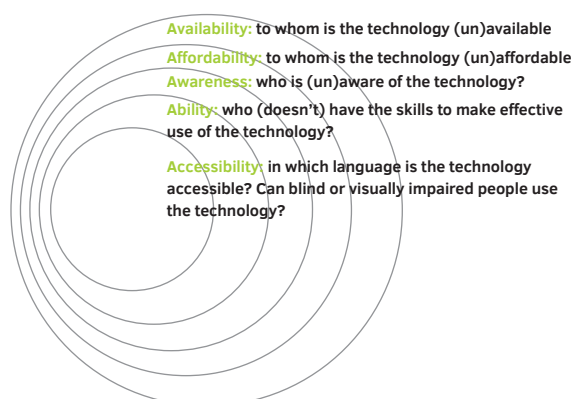 Availability: to whom is the technology (un)available
Affordability: to whom is the technology (un)affordable
Awareness: who is (un)aware of the technology?
Ability: who (doesn't) have the skills to make effective
use of the technology?
Accessibility: in which language is the technology
accessible? Can blind or visually impaired people use
the technology?